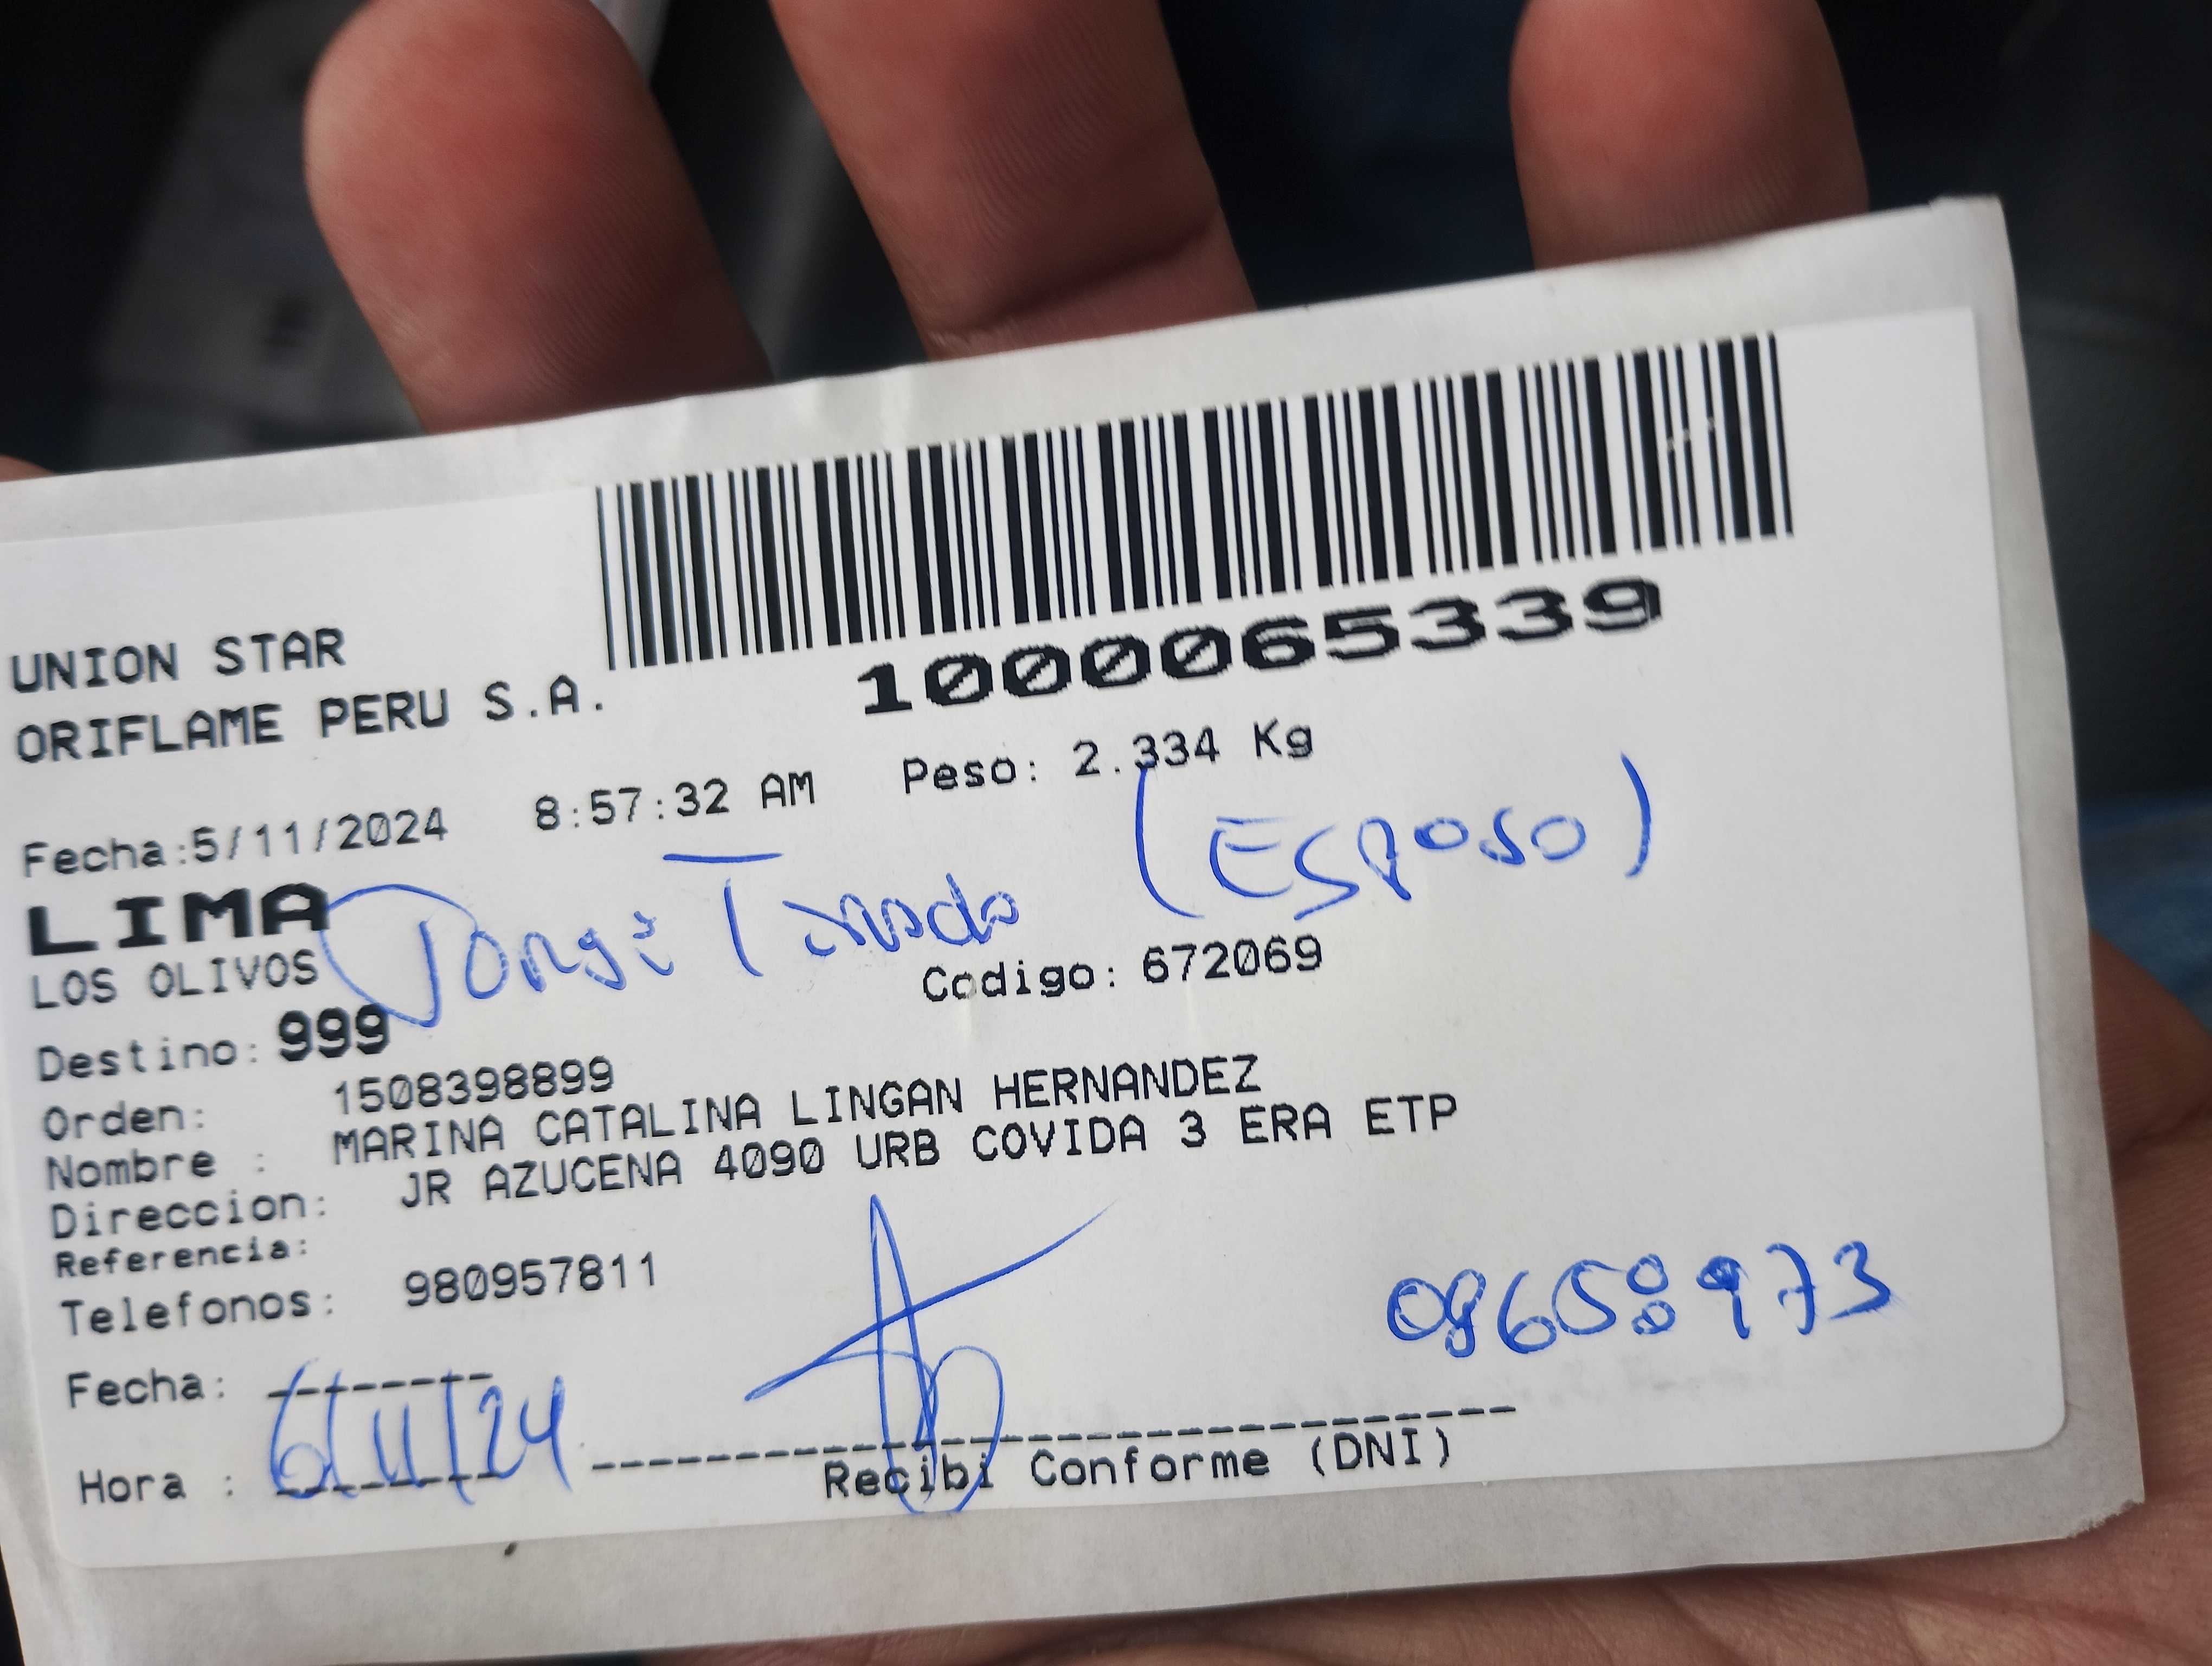 1000065339
UNION STAR
ORIFLAME PERU S.A.
Fecha:5/11/2024 8:57:32 AM Peso: 2.334 Kg
(Esposo)
LIMA Jorge
LOS OLIVOS
Codigo: 672069
Destino: 999
Orden: 1508398899
Nombre : MARINA CATALINA LINGAN HERNANDEZ
Direccion: JR AZUCENA 4090 URB COVIDA 3 ERA ETP
Referencia:
Telefonos: 980957811
08658973
Fecha: --------
6/11/24
Hora : --------
Recibi Conforme (DNI)